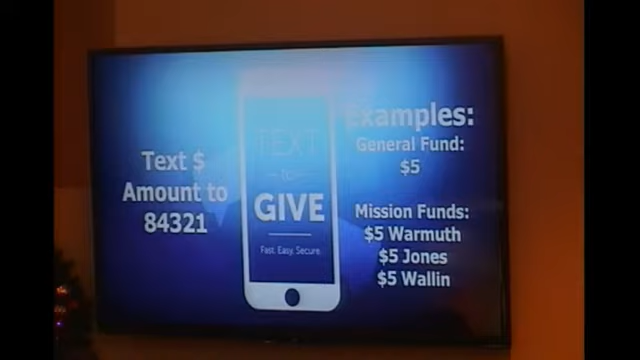 Text $
Amount to
84321
TEXT
to
GIVE
Fast. Easy. Secure.
Examples:
General Fund:
$5
Mission Funds:
$5 Warmuth
$5 Jones
$5 Wallin